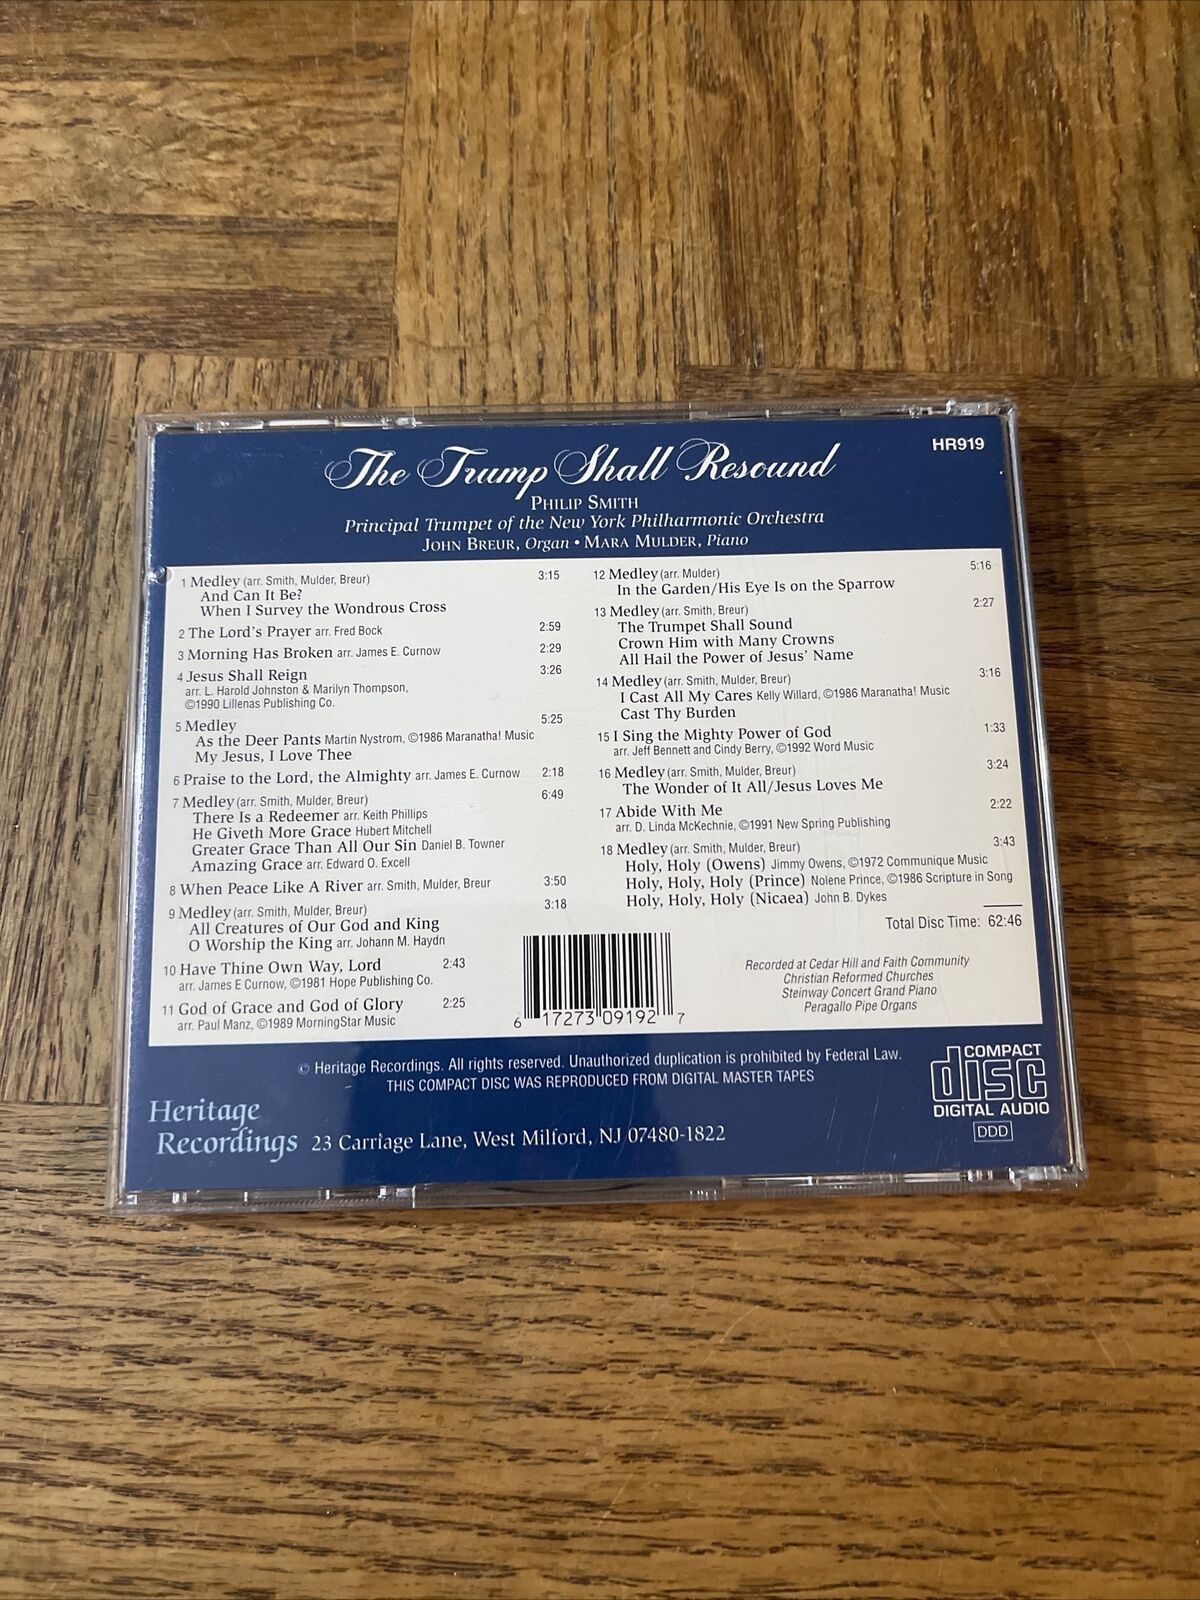 HR919
The Trump Shall Resound
PHILIP SMITH
Principal Trumpet of the New York Philharmonic Orchestra
JOHN BREUR, Organ • MARA MULDER, Piano
1 Medley (arr. Smith, Mulder, Breur) 3:15
And Can It Be?
When I Survey the Wondrous Cross
2 The Lord's Prayer arr. Fred Bock 2:59
3 Morning Has Broken arr. James E. Curnow 2:29
4 Jesus Shall Reign 3:26
arr. L. Harold Johnston & Marilyn Thompson,
©1990 Lillenas Publishing Co.
5 Medley 5:25
As the Deer Pants Martin Nystrom, ©1986 Maranatha! Music
My Jesus, I Love Thee
6 Praise to the Lord, the Almighty arr. James E. Curnow 2:18
7 Medley (arr. Smith, Mulder, Breur) 6:49
There Is a Redeemer arr. Keith Phillips
He Giveth More Grace Hubert Mitchell
Greater Grace Than All Our Sin Daniel B. Towner
Amazing Grace arr. Edward O. Excell
8 When Peace Like A River arr. Smith, Mulder, Breur 3:50
9 Medley (arr. Smith, Mulder, Breur) 3:18
All Creatures of Our God and King
O Worship the King arr. Johann M. Haydn
10 Have Thine Own Way, Lord 2:43
arr. James E Curnow, ©1981 Hope Publishing Co.
11 God of Grace and God of Glory 2:25
arr. Paul Manz, ©1989 MorningStar Music
12 Medley (arr. Mulder) 5:16
In the Garden/His Eye Is on the Sparrow
13 Medley (arr. Smith, Breur) 2:27
The Trumpet Shall Sound
Crown Him with Many Crowns
All Hail the Power of Jesus' Name
14 Medley (arr. Smith, Mulder, Breur) 3:16
I Cast All My Cares Kelly Willard, ©1986 Maranatha! Music
Cast Thy Burden
15 I Sing the Mighty Power of God 1:33
arr. Jeff Bennett and Cindy Berry, ©1992 Word Music
16 Medley (arr. Smith, Mulder, Breur) 3:24
The Wonder of It All/Jesus Loves Me
17 Abide With Me 2:22
arr. D. Linda McKechnie, ©1991 New Spring Publishing
18 Medley (arr. Smith, Mulder, Breur) 3:43
Holy, Holy (Owens) Jimmy Owens, ©1972 Communique Music
Holy, Holy, Holy (Prince) Nolene Prince, ©1986 Scripture in Song
Holy, Holy, Holy (Nicaea) John B. Dykes
Total Disc Time: 62:46
Recorded at Cedar Hill and Faith Community
Christian Reformed Churches
Steinway Concert Grand Piano
Peragallo Pipe Organs
6 17273 09192 7
© Heritage Recordings. All rights reserved. Unauthorized duplication is prohibited by Federal Law.
THIS COMPACT DISC WAS REPRODUCED FROM DIGITAL MASTER TAPES
COMPACT
disc
DIGITAL AUDIO
DDD
Heritage
Recordings 23 Carriage Lane, West Milford, NJ 07480-1822